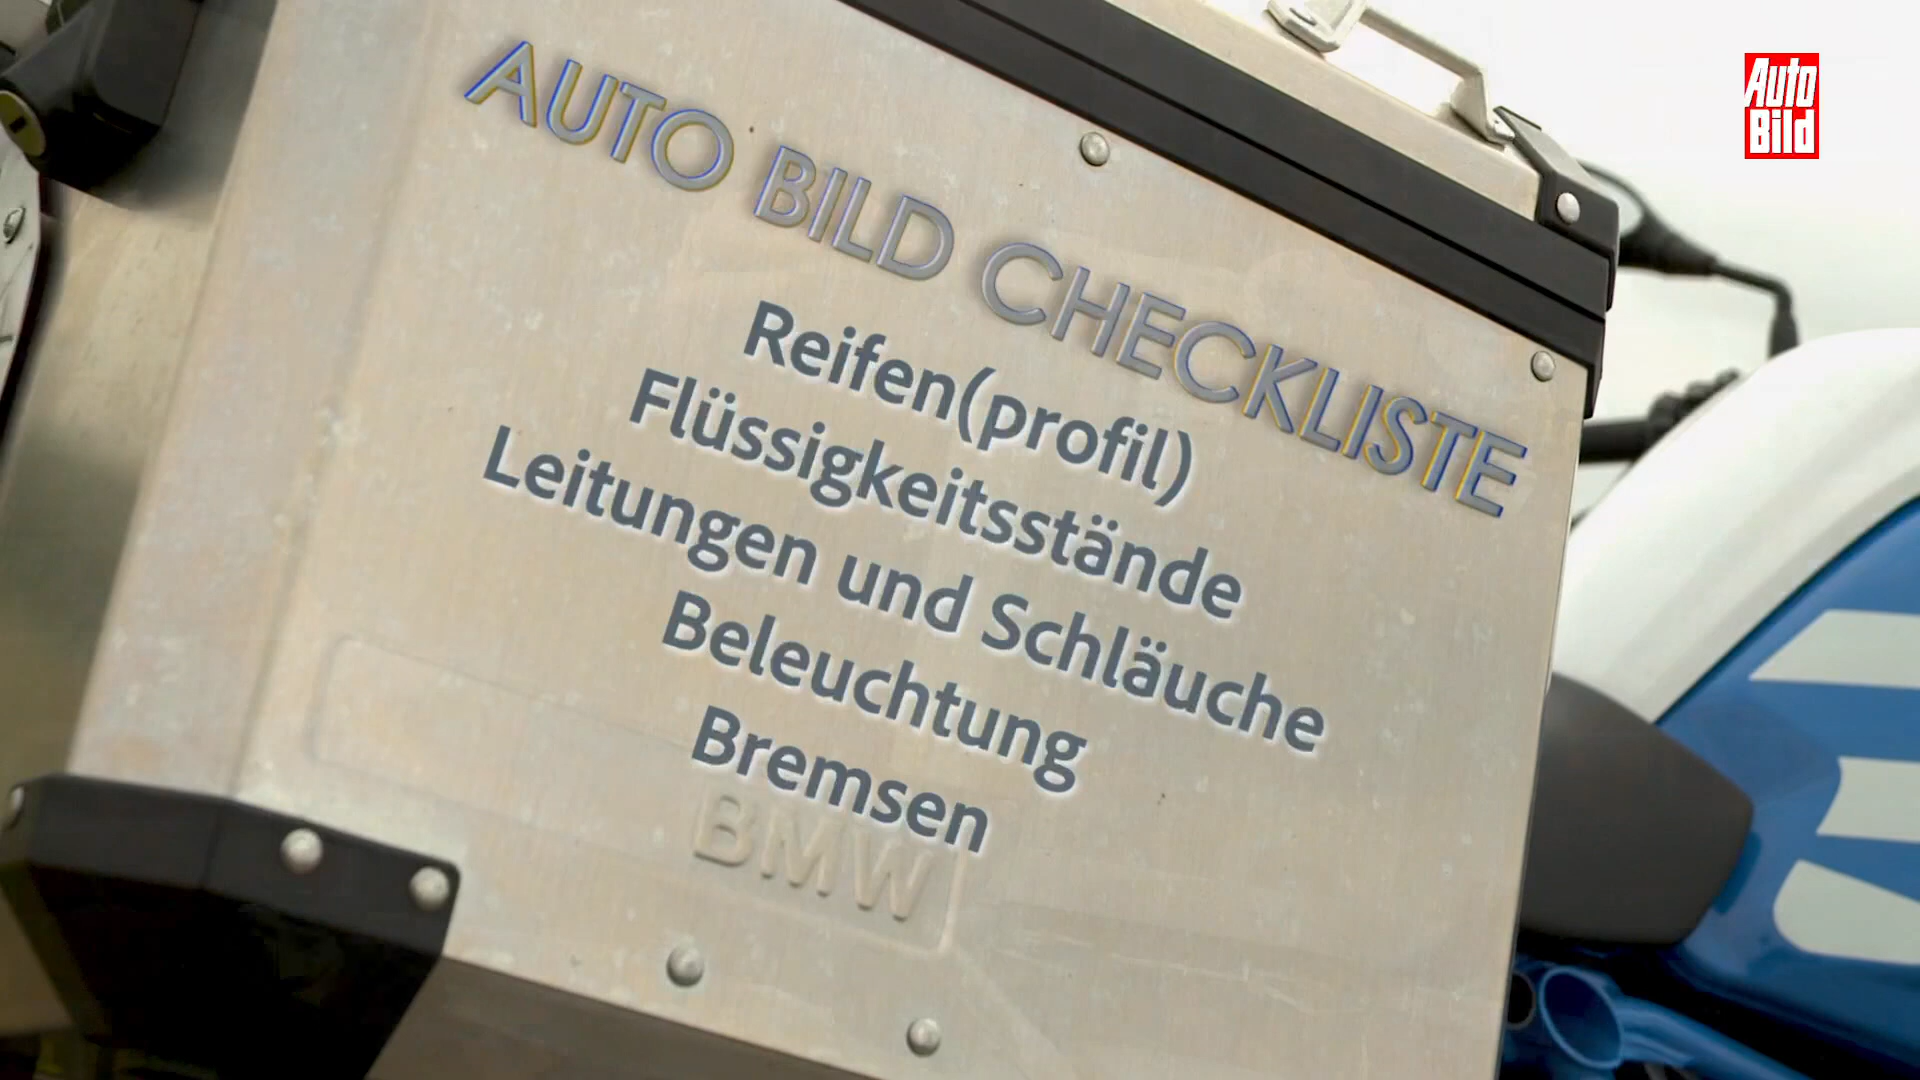 Auto
Bild
AUTO BILD CHECKLISTE
Reifen(profil)
Flüssigkeitsstände
Leitungen und Schläuche
Beleuchtung
Bremsen
BMW